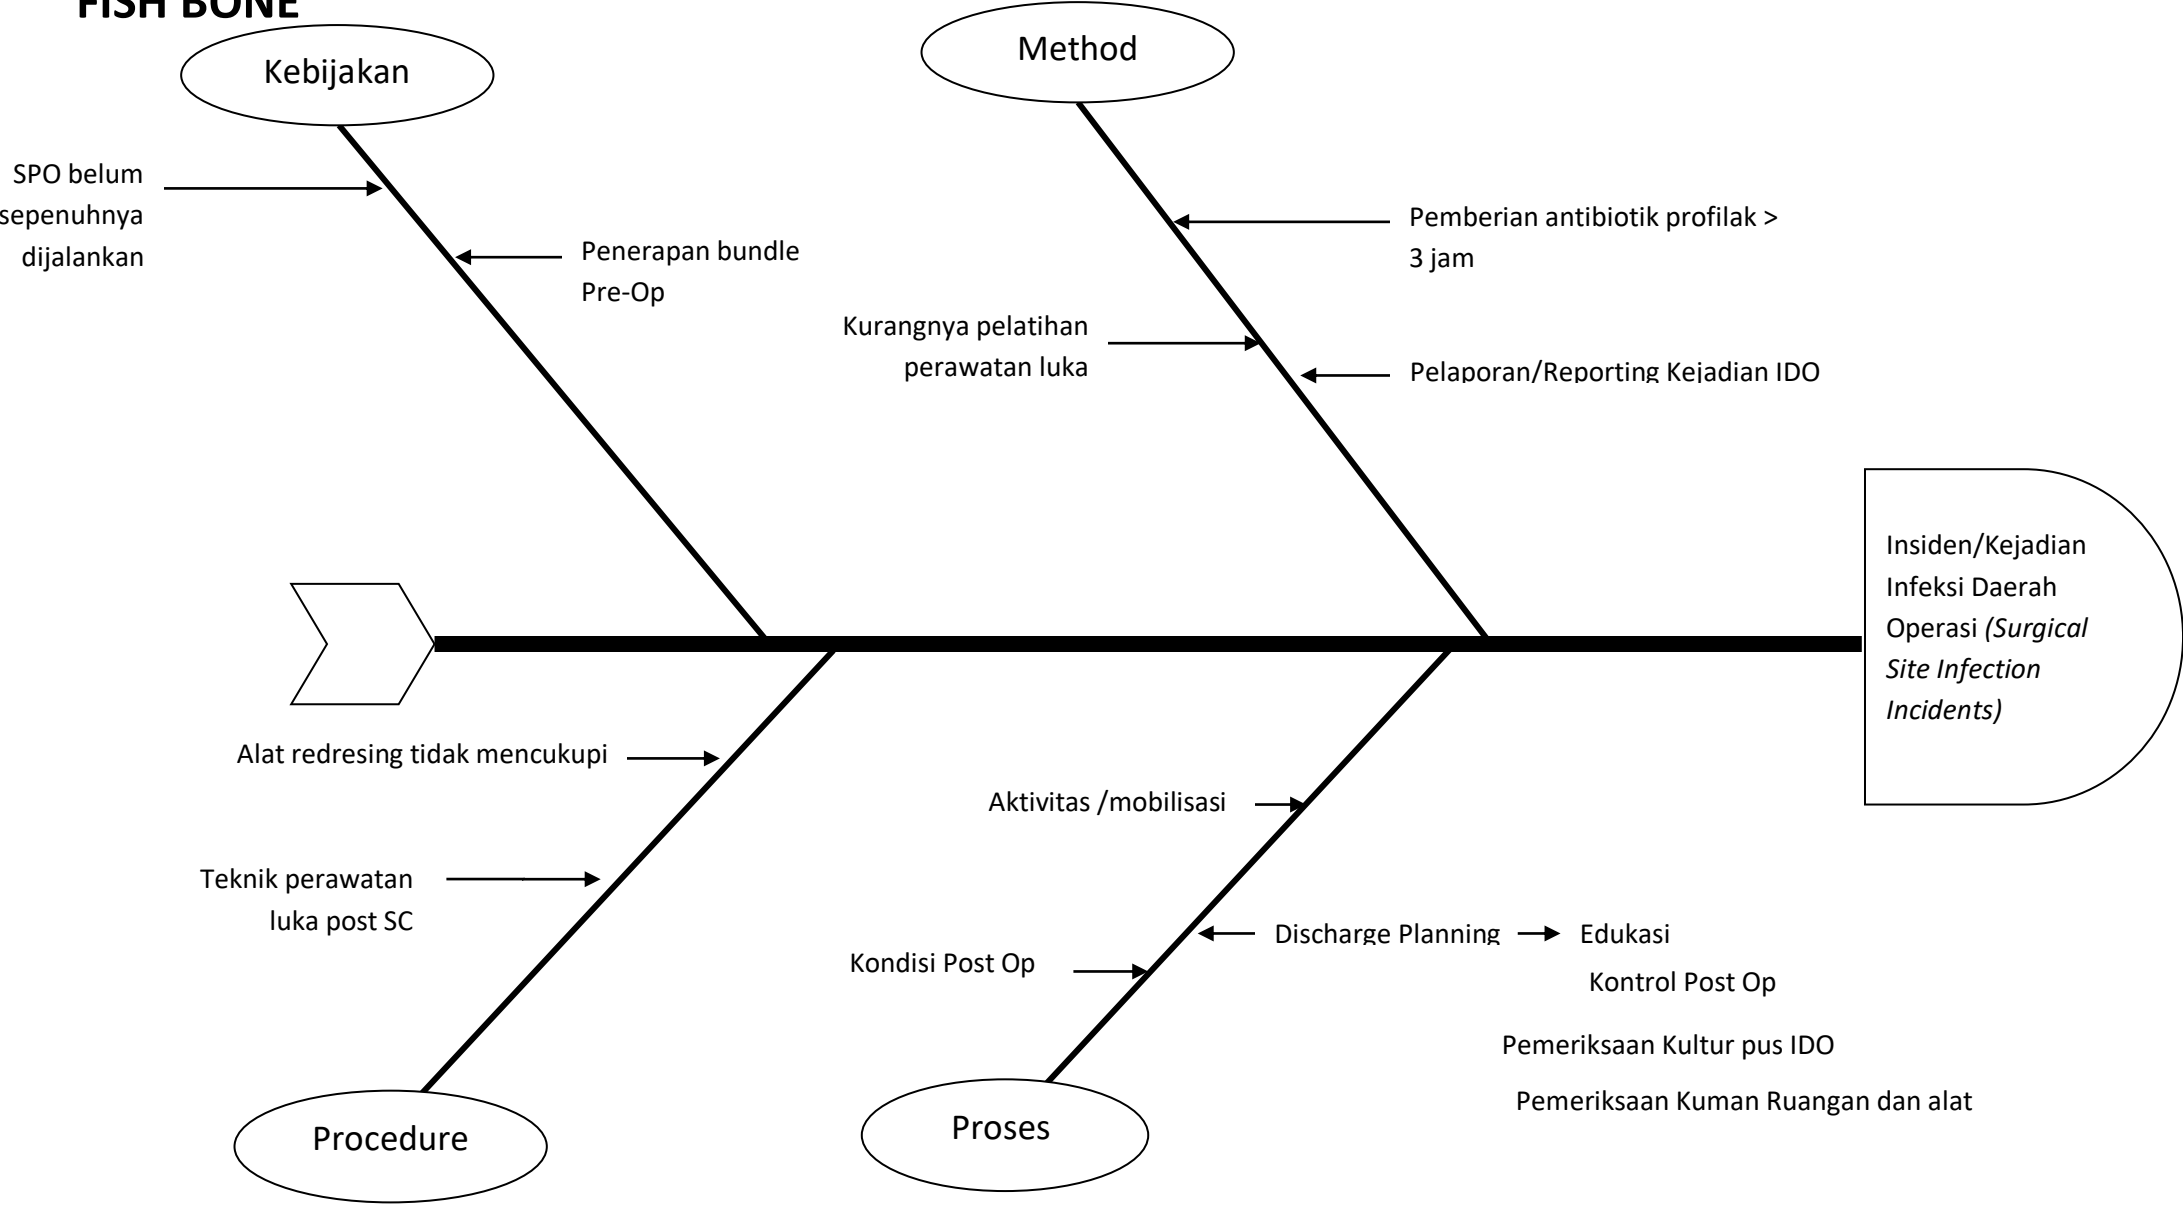 FISH BONE
Kebijakan
Method
SPO belum
sepenuhnya
dijalankan
Penerapan bundle
Pre-Op
Pemberian antibiotik profilak >
3 jam
Kurangnya pelatihan
perawatan luka
Pelaporan/Reporting Kejadian IDO
Insiden/Kejadian
Infeksi Daerah
Operasi (Surgical
Site Infection
Incidents)
Alat redresing tidak mencukupi
Teknik perawatan
luka post SC
Aktivitas /mobilisasi
Discharge Planning
Edukasi
Kontrol Post Op
Kondisi Post Op
Pemeriksaan Kultur pus IDO
Pemeriksaan Kuman Ruangan dan alat
Procedure
Proses